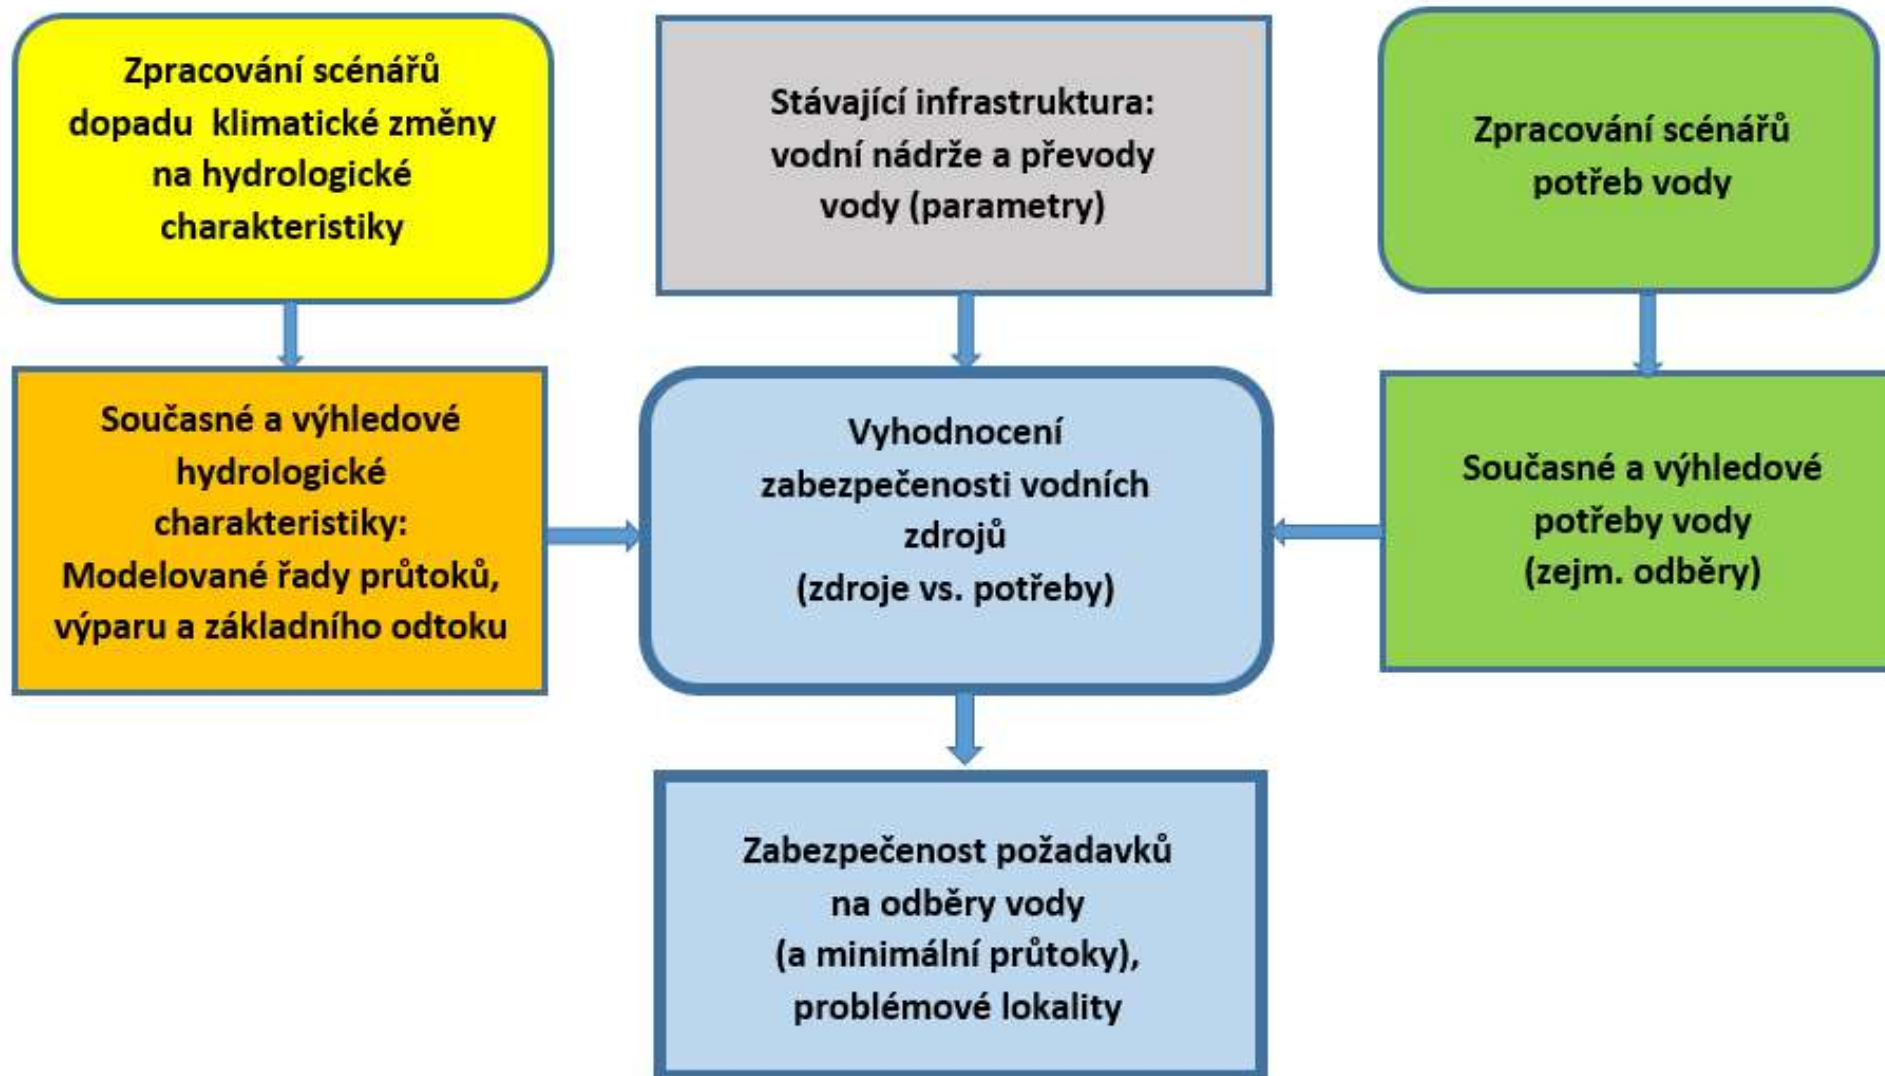 Zpracování scénářů
dopadu klimatické změny
na hydrologické
charakteristiky
Stávající infrastruktura:
vodní nádrže a převody
vody (parametry)
Zpracování scénářů
potřeb vody
Současné a výhledové
hydrologické
charakteristiky:
Modelované řady průtoků,
výparu a základního odtoku
Vyhodnocení
zabezpečenosti vodních
zdrojů
(zdroje vs. potřeby)
Současné a výhledové
potřeby vody
(zejm. odběry)
Zabezpečenost požadavků
na odběry vody
(a minimální průtoky),
problémové lokality